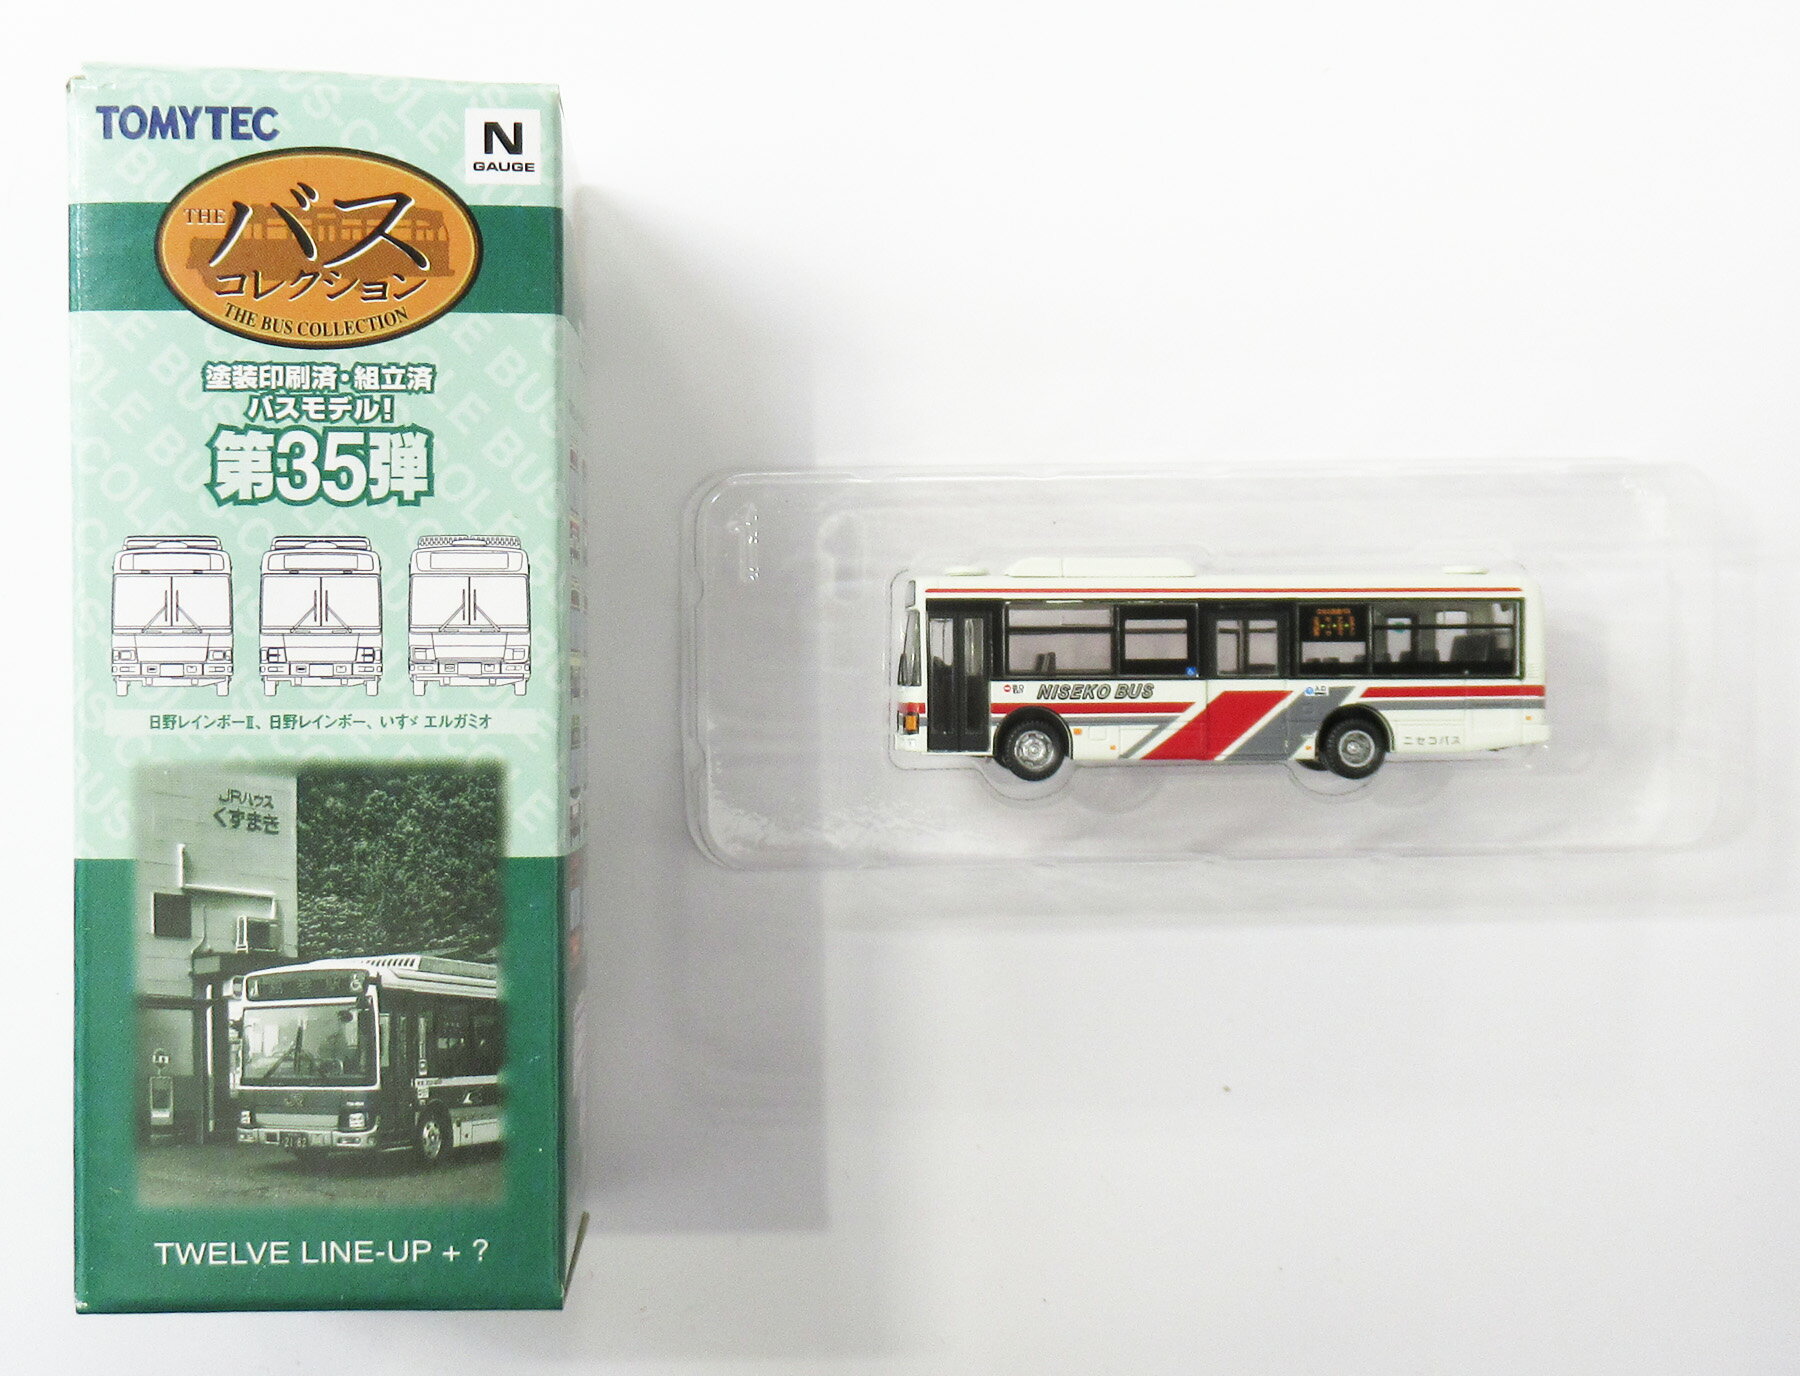 TOMYTEC
N
GAUGE
THE
バス
コレクション
THE BUS COLLECTION
塗装印刷済・組立済
バスモデル!
第35弾
日野レインボーⅡ、日野レインボー、いすゞ エルガミオ
JRハウス
くずまき
2182
TWELVE LINE-UP + ?
NISEKO BUS
入口
ニセコバス